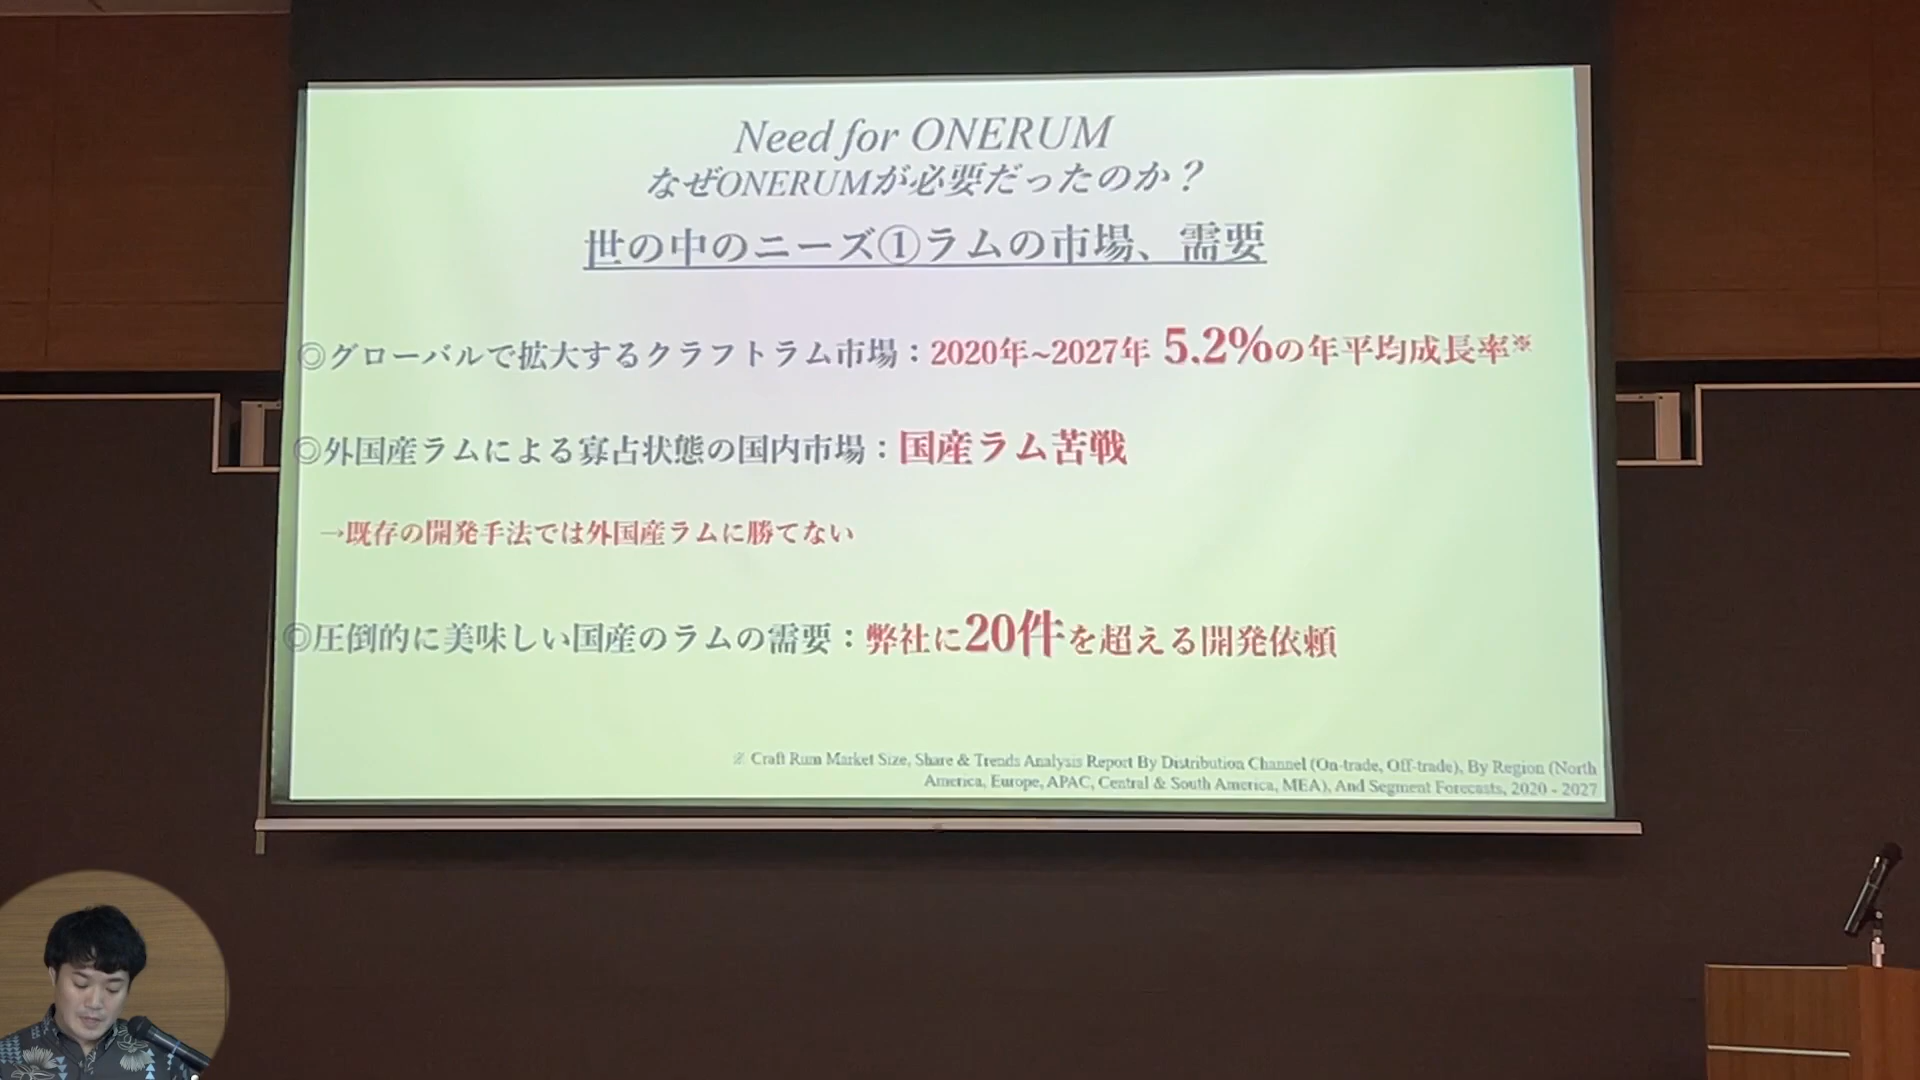 Need for ONERUM
なぜONERUMが必要だったのか？
世の中のニーズ①ラムの市場、需要
◎グローバルで拡大するクラフトラム市場：2020年~2027年 5.2%の年平均成長率※
◎外国産ラムによる寡占状態の国内市場：国産ラム苦戦
→既存の開発手法では外国産ラムに勝てない
◎圧倒的に美味しい国産のラムの需要：弊社に20件を超える開発依頼
※ Craft Rum Market Size, Share & Trends Analysis Report By Distribution Channel (On-trade, Off-trade), By Region (North
America, Europe, APAC, Central & South America, MEA), And Segment Forecasts, 2020 - 2027